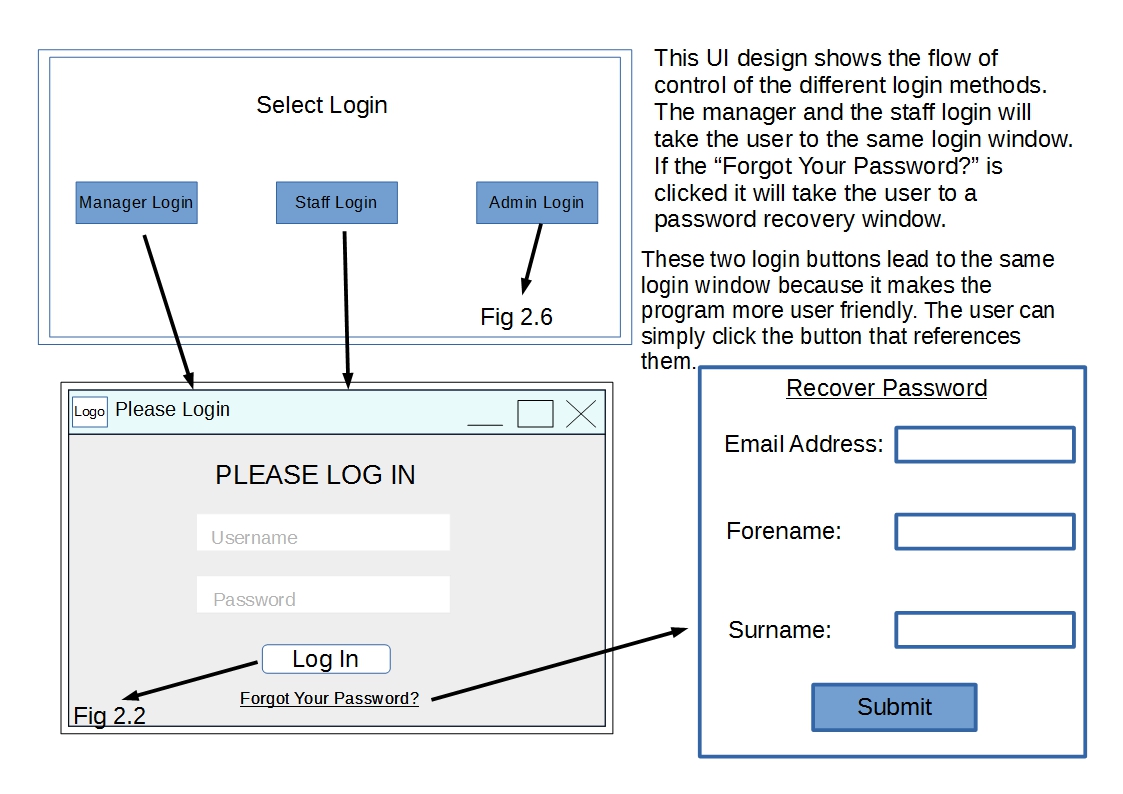 Select Login
Manager Login
Staff Login
Admin Login
Fig 2.6
This UI design shows the flow of
control of the different login methods.
The manager and the staff login will
take the user to the same login window.
If the “Forgot Your Password?” is
clicked it will take the user to a
password recovery window.
These two login buttons lead to the same
login window because it makes the
program more user friendly. The user can
simply click the button that references
them.
Logo
Please Login
PLEASE LOG IN
Username
Password
Log In
Forgot Your Password?
Fig 2.2
Recover Password
Email Address:
Forename:
Surname:
Submit